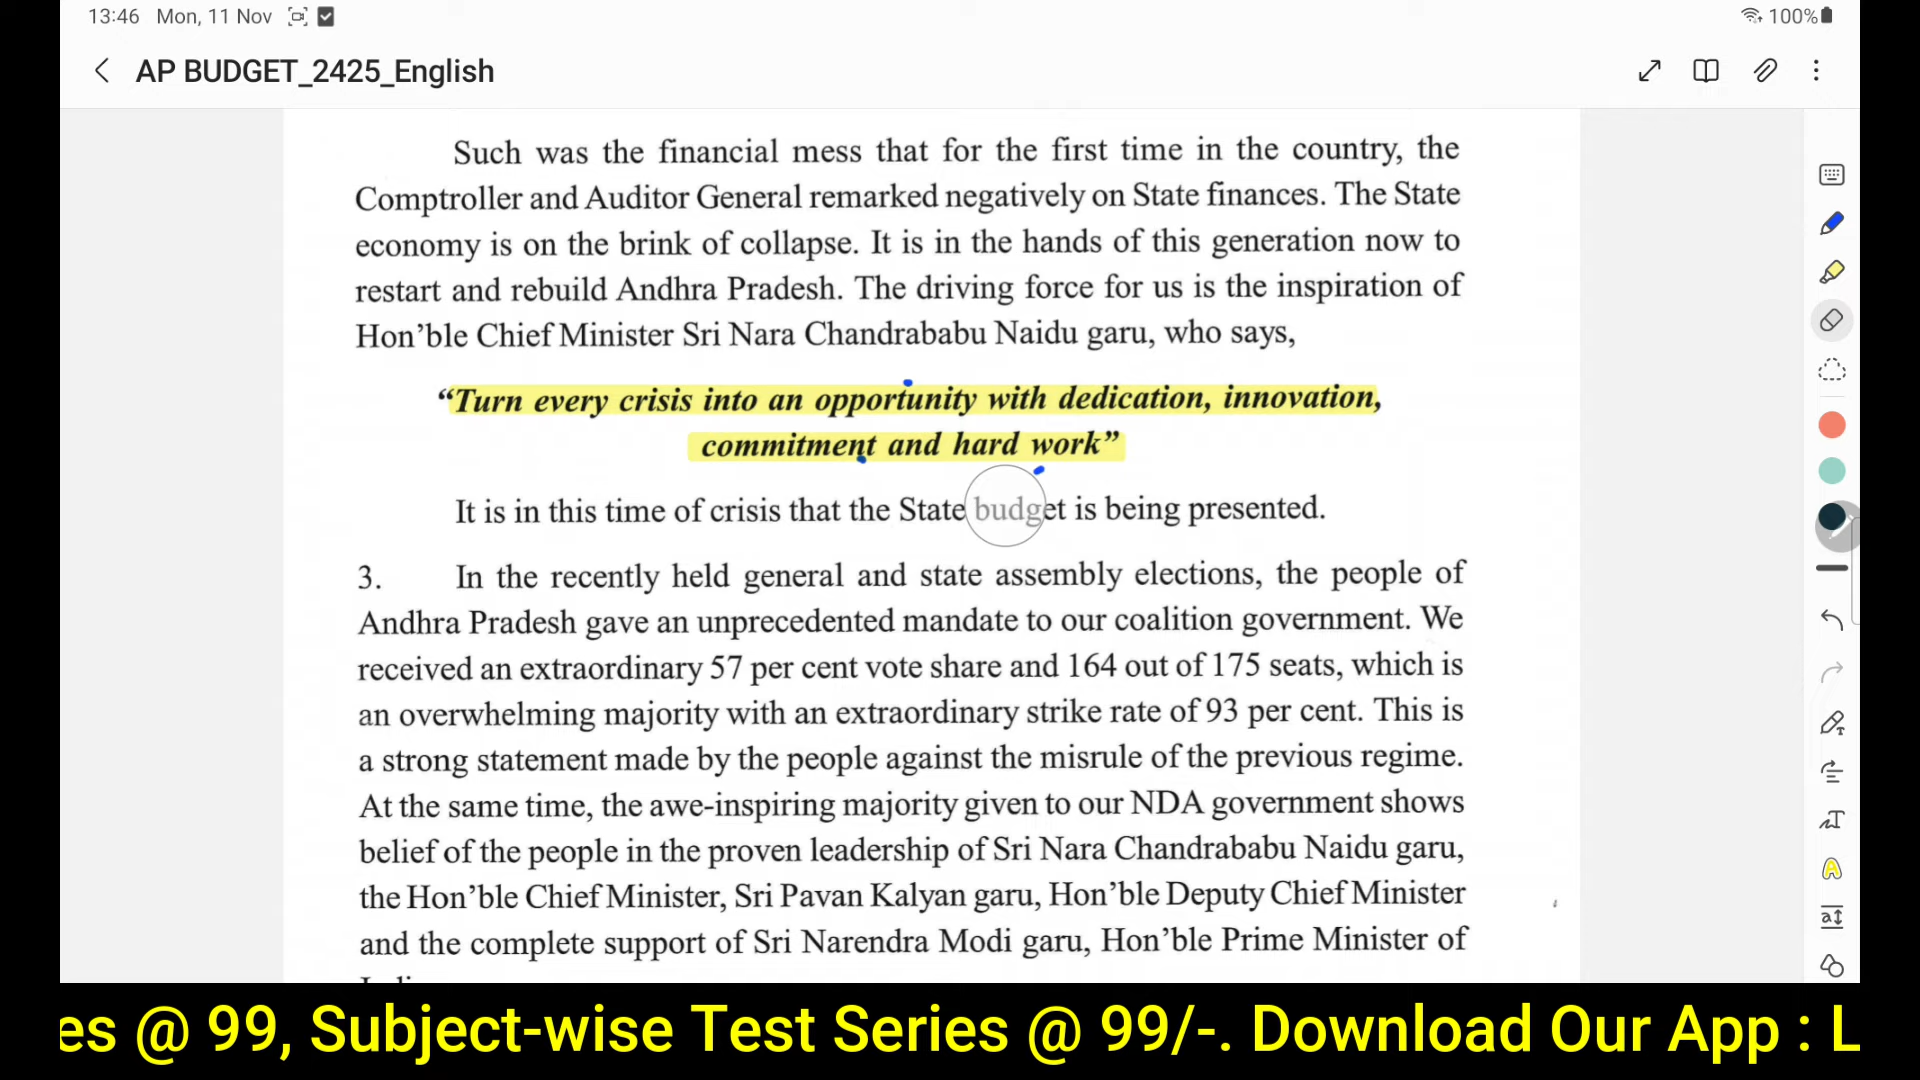 13:46 Mon, 11 Nov
100%
AP BUDGET_2425_English
Such was the financial mess that for the first time in the country, the
Comptroller and Auditor General remarked negatively on State finances. The State
economy is on the brink of collapse. It is in the hands of this generation now to
restart and rebuild Andhra Pradesh. The driving force for us is the inspiration of
Hon’ble Chief Minister Sri Nara Chandrababu Naidu garu, who says,
“Turn every crisis into an opportunity with dedication, innovation,
commitment and hard work”
It is in this time of crisis that the State budget is being presented.
3. In the recently held general and state assembly elections, the people of
Andhra Pradesh gave an unprecedented mandate to our coalition government. We
received an extraordinary 57 per cent vote share and 164 out of 175 seats, which is
an overwhelming majority with an extraordinary strike rate of 93 per cent. This is
a strong statement made by the people against the misrule of the previous regime.
At the same time, the awe-inspiring majority given to our NDA government shows
belief of the people in the proven leadership of Sri Nara Chandrababu Naidu garu,
the Hon’ble Chief Minister, Sri Pavan Kalyan garu, Hon’ble Deputy Chief Minister
and the complete support of Sri Narendra Modi garu, Hon’ble Prime Minister of
es @ 99, Subject-wise Test Series @ 99/-. Download Our App : L